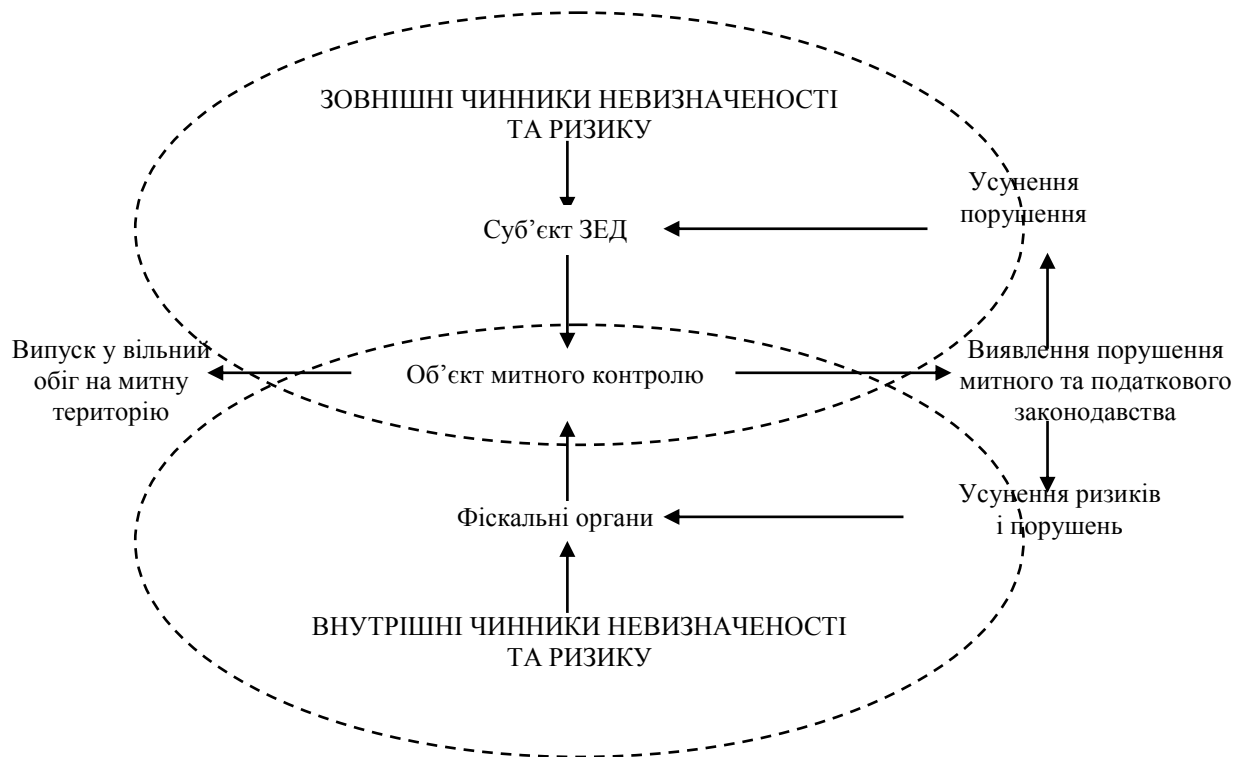 ЗОВНІШНІ ЧИННИКИ НЕВИЗНАЧЕНОСТІ
ТА РИЗИКУ
Усунення
порушення
Суб’єкт ЗЕД
Випуск у вільний
обіг на митну
територію
Об’єкт митного контролю
Виявлення порушення
митного та податкового
законодавства
Усунення ризиків
і порушень
Фіскальні органи
ВНУТРІШНІ ЧИННИКИ НЕВИЗНАЧЕНОСТІ
ТА РИЗИКУ